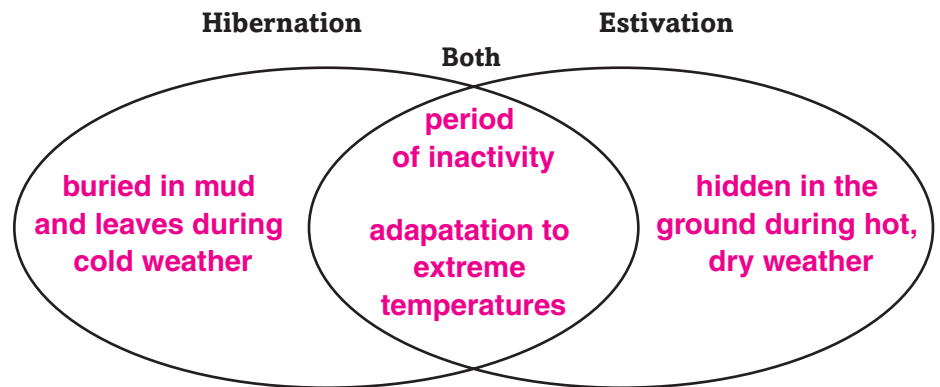 Hibernation
Estivation
Both
period
of inactivity
buried in mud
and leaves during
cold weather
adapatation to
extreme
temperatures
hidden in the
ground during hot,
dry weather